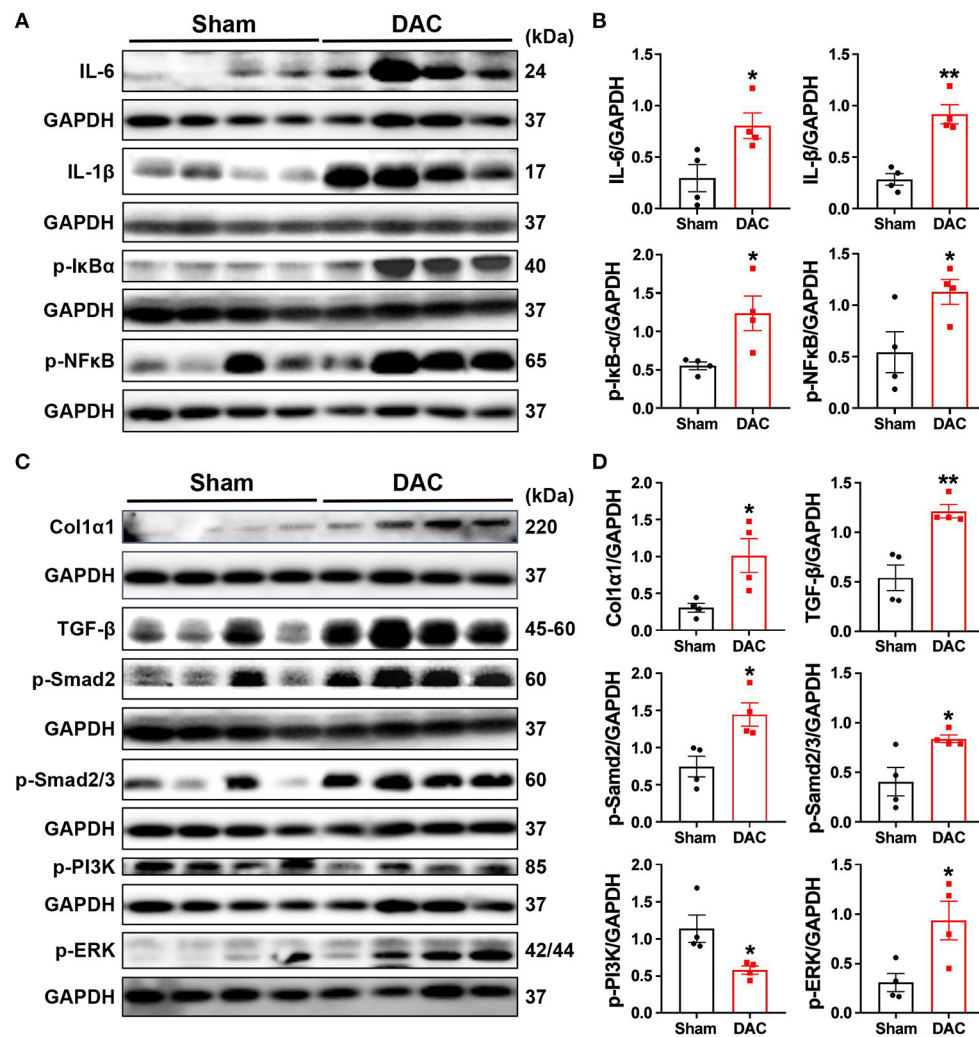 A
Sham DAC (kDa)
IL-6 24
GAPDH 37
IL-1β 17
GAPDH 37
p-IκBα 40
GAPDH 37
p-NFκB 65
GAPDH 37
B
IL-6/GAPDH
1.5
1.0
0.5
0.0
*
Sham DAC
IL-β/GAPDH
1.5
1.0
0.5
0.0
**
Sham DAC
p-IκB-α/GAPDH
2.0
1.5
1.0
0.5
0.0
*
Sham DAC
p-NFκB/GAPDH
1.5
1.0
0.5
0.0
*
Sham DAC
C
Sham DAC (kDa)
Col1α1 220
GAPDH 37
TGF-β 45-60
p-Smad2 60
GAPDH 37
p-Smad2/3 60
GAPDH 37
p-PI3K 85
GAPDH 37
p-ERK 42/44
GAPDH 37
D
Col1α1/GAPDH
2.0
1.5
1.0
0.5
0.0
*
Sham DAC
TGF-β/GAPDH
1.5
1.0
0.5
0.0
**
Sham DAC
p-Samd2/GAPDH
2.0
1.5
1.0
0.5
0.0
*
Sham DAC
p-Samd2/3/GAPDH
1.5
1.0
0.5
0.0
*
Sham DAC
p-PI3K/GAPDH
2.0
1.5
1.0
0.5
0.0
*
Sham DAC
p-ERK/GAPDH
1.5
1.0
0.5
0.0
*
Sham DAC